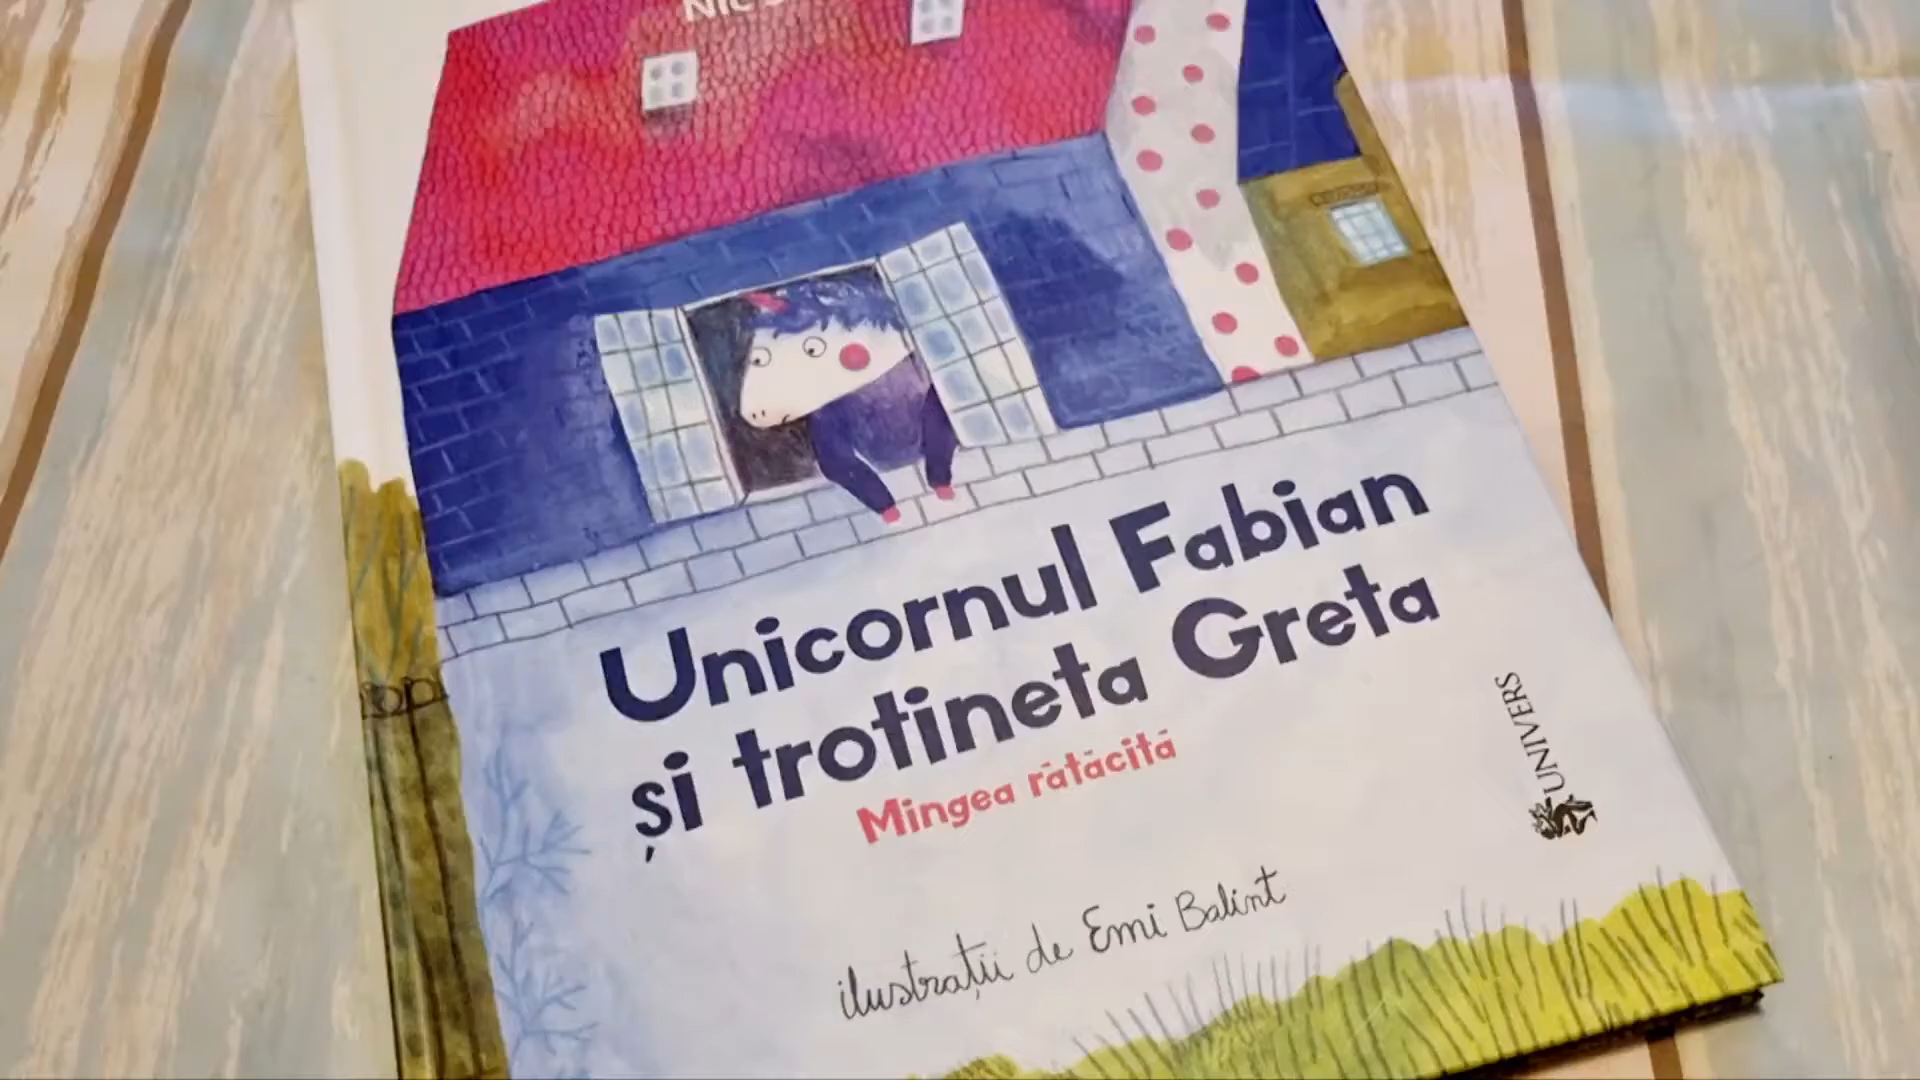 Unicornul Fabian
și trotineta Greta
Mingea rătăcită
UNIVERS
ilustrații de Emi Balint